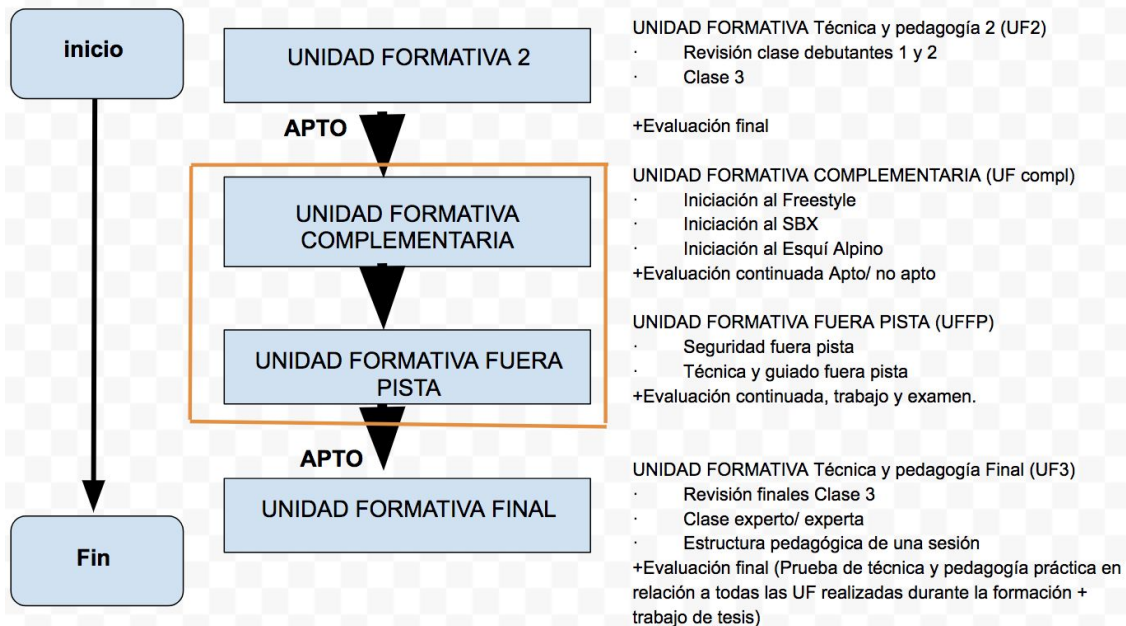 inicio
UNIDAD FORMATIVA 2
APTO
UNIDAD FORMATIVA
COMPLEMENTARIA
UNIDAD FORMATIVA FUERA
PISTA
APTO
UNIDAD FORMATIVA FINAL
Fin
UNIDAD FORMATIVA Técnica y pedagogía 2 (UF2)
· Revisión clase debutantes 1 y 2
· Clase 3
+Evaluación final
UNIDAD FORMATIVA COMPLEMENTARIA (UF compl)
· Iniciación al Freestyle
· Iniciación al SBX
· Iniciación al Esquí Alpino
+Evaluación continuada Apto/ no apto
UNIDAD FORMATIVA FUERA PISTA (UFFP)
· Seguridad fuera pista
· Técnica y guiado fuera pista
+Evaluación continuada, trabajo y examen.
UNIDAD FORMATIVA Técnica y pedagogía Final (UF3)
· Revisión finales Clase 3
· Clase experto/ experta
· Estructura pedagógica de una sesión
+Evaluación final (Prueba de técnica y pedagogía práctica en
relación a todas las UF realizadas durante la formación +
trabajo de tesis)